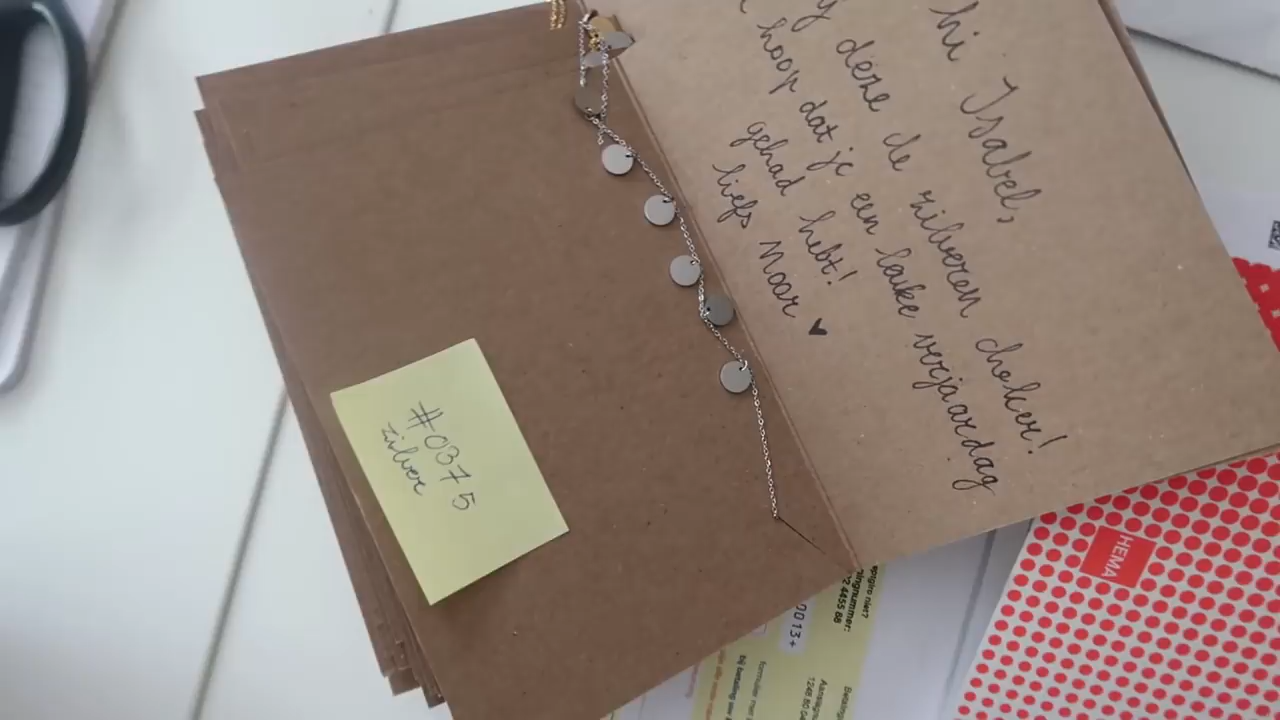 hi Isabel,
deze de zilveren choker!
hoop dat je een leuke verjaardag
gehad hebt!
liefs Noor ♥
#0375
zilver
HEMA
0013+